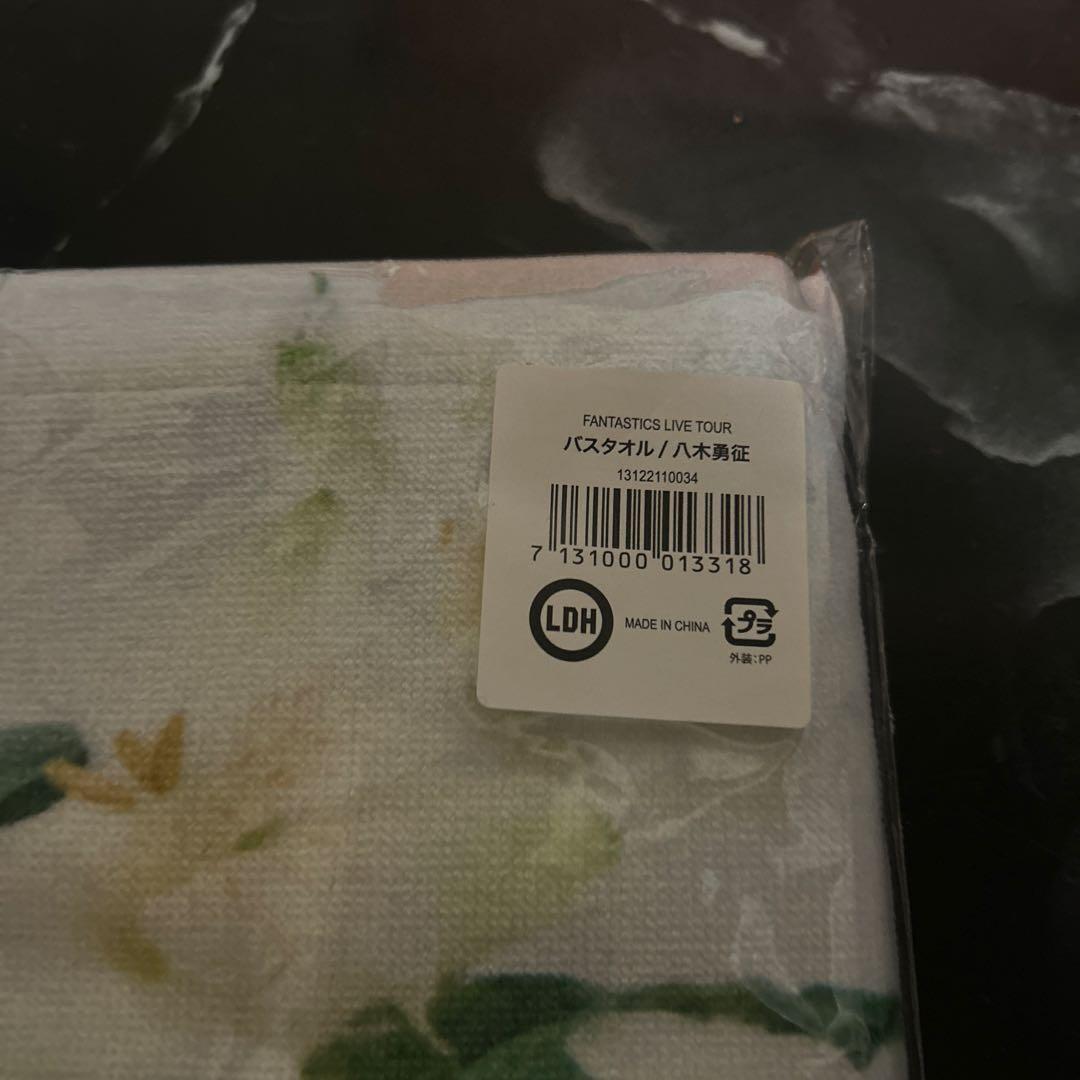 FANTASTICS LIVE TOUR
バスタオル / 八木勇征
13122110034
7 131000 013318
LDH
MADE IN CHINA
プラ
外装:PP